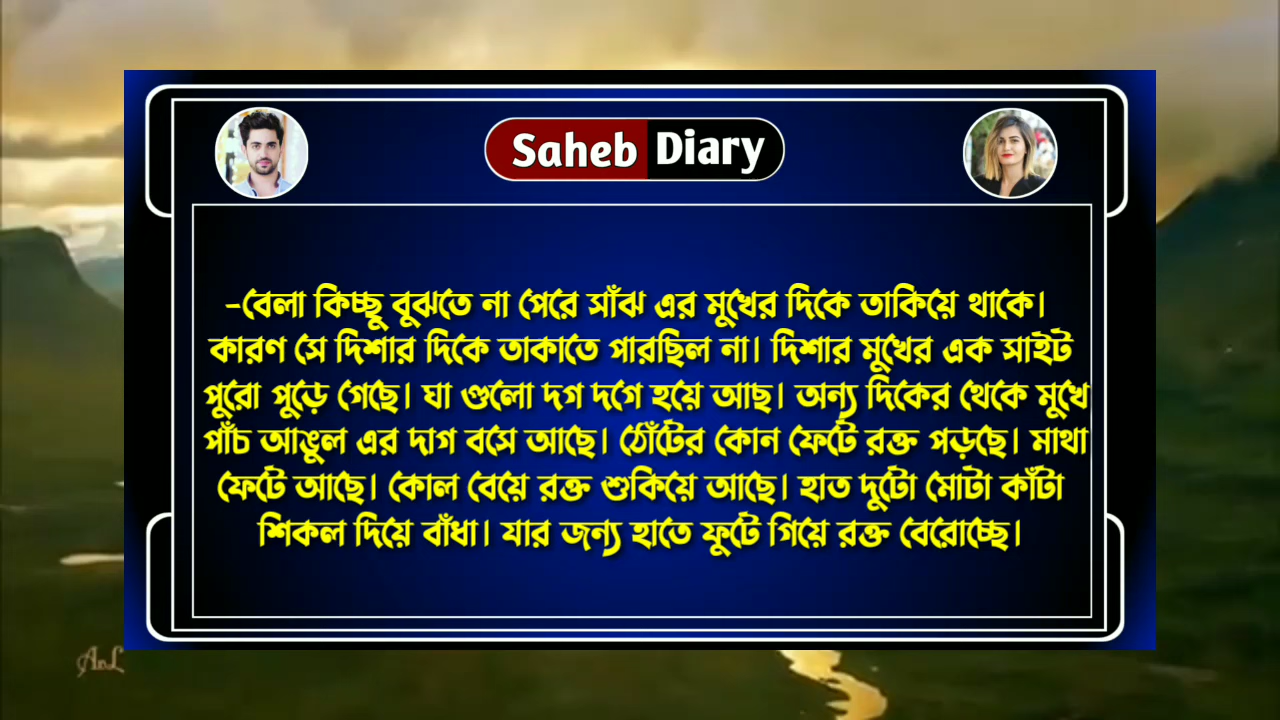 Saheb Diary
-বেলা কিচ্ছু বুঝতে না পেরে সাঁঝ এর মুখের দিকে তাকিয়ে থাকে।
কারণ সে দিশার দিকে তাকাতে পারছিল না। দিশার মুখের এক সাইট
পুরো পুড়ে গেছে। ঘা গুলো দগ দগে হয়ে আছ। অন্য দিকের থেকে মুখে
পাঁচ আঙুল এর দাগ বসে আছে। ঠোঁটের কোন ফেটে রক্ত পড়ছে। মাথা
ফেটে আছে। কোল বেয়ে রক্ত শুকিয়ে আছে। হাত দুটো মোটা কাঁটা
শিকল দিয়ে বাঁধা। যার জন্য হাতে ফুটে গিয়ে রক্ত বেরোচ্ছে।
AnL